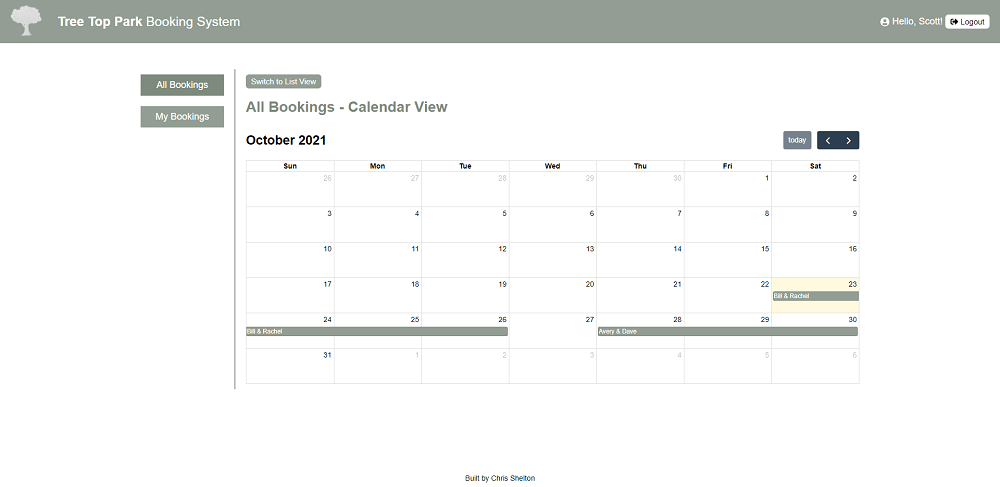 Tree Top Park Booking System
Hello, Scott! Logout
All Bookings
My Bookings
Switch to List View
All Bookings - Calendar View
October 2021
today
Sun Mon Tue Wed Thu Fri Sat
26 27 28 29 30 1 2
3 4 5 6 7 8 9
10 11 12 13 14 15 16
17 18 19 20 21 22 23
Bill & Rachel
24 25 26 27 28 29 30
Bill & Rachel Avery & Dave
31 1 2 3 4 5 6
Built by Chris Shelton